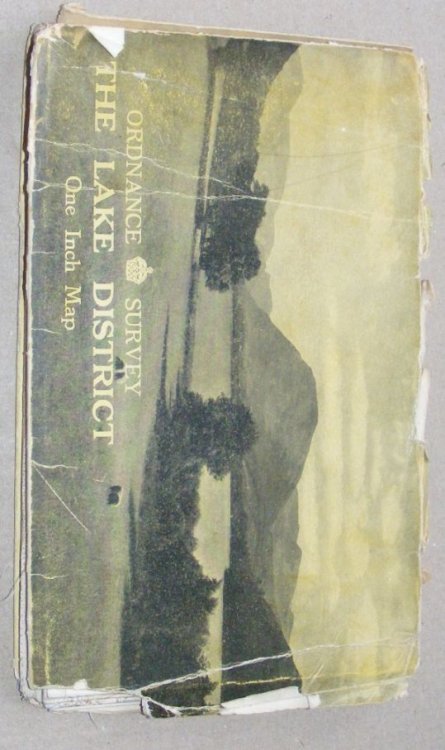 ORDNANCE SURVEY
THE LAKE DISTRICT
One Inch Map